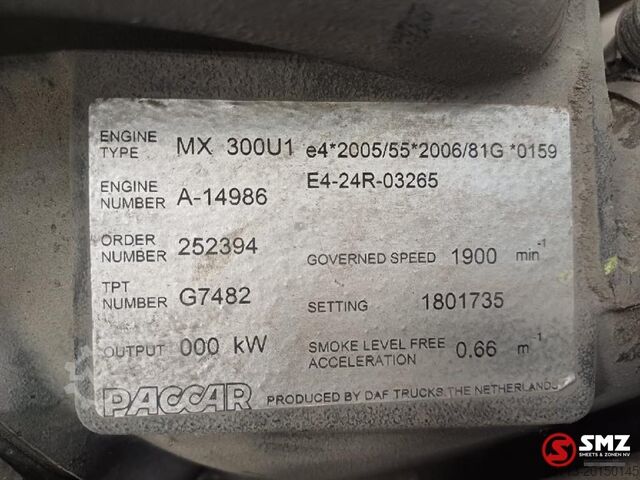 ENGINE TYPE MX 300U1 e4*2005/55*2006/81G *0159
E4-24R-03265
ENGINE NUMBER A-14986
ORDER NUMBER 252394
GOVERNED SPEED 1900 min-1
TPT NUMBER G7482
SETTING 1801735
OUTPUT 000 kW
SMOKE LEVEL FREE ACCELERATION 0.66 m-1
PACCAR PRODUCED BY DAF TRUCKS THE NETHERLANDS
SMZ
SHEETS & ZONEN NV